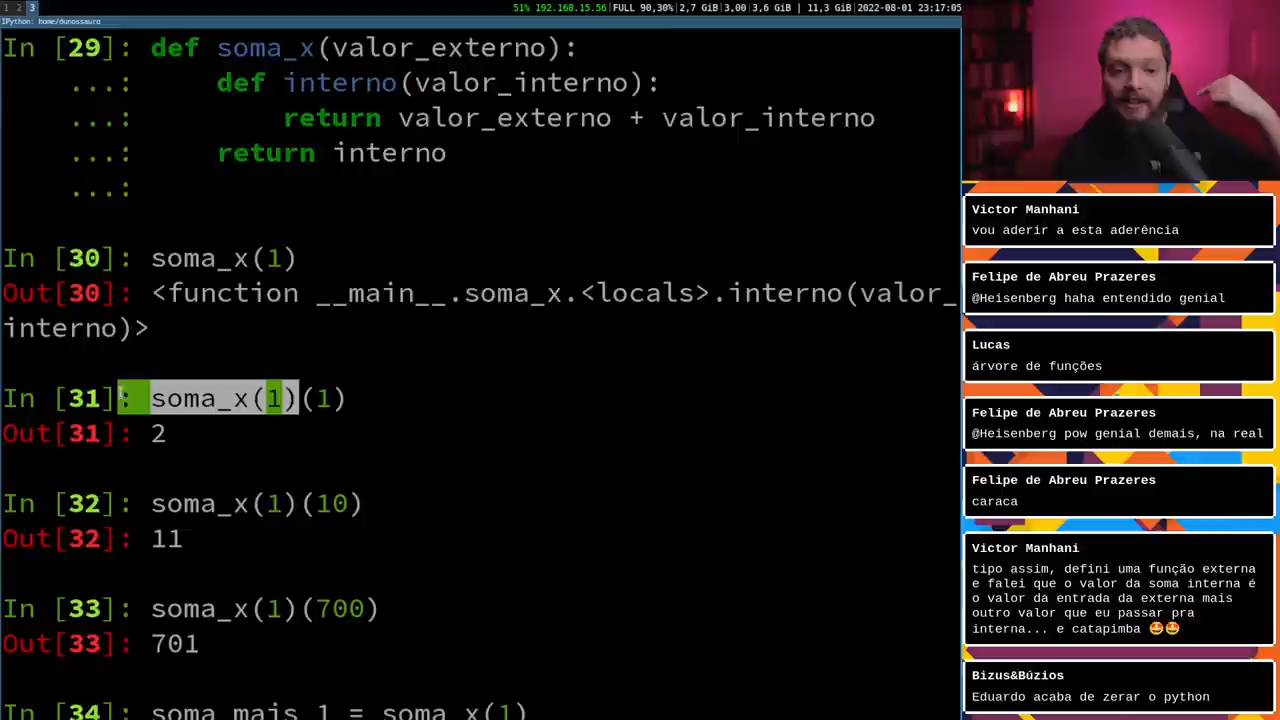 1 2 3
51% 192.168.15.56|FULL 90,30%|2,7 GiB|3,00|3,6 GiB | 11,3 GiB|2022-08-01 23:17:05
IPython: home/dunossauro
In [29]: def soma_x(valor_externo):
...: def interno(valor_interno):
...: return valor_externo + valor_interno
...: return interno
...:
In [30]: soma_x(1)
Out[30]: <function __main__.soma_x.<locals>.interno(valor_
interno)>
In [31]: soma_x(1)(1)
Out[31]: 2
In [32]: soma_x(1)(10)
Out[32]: 11
In [33]: soma_x(1)(700)
Out[33]: 701
In [34]: soma_mais_1 = soma_x(1)
Victor Manhani
vou aderir a esta aderência
Felipe de Abreu Prazeres
@Heisenberg haha entendido genial
Lucas
árvore de funções
Felipe de Abreu Prazeres
@Heisenberg pow genial demais, na real
Felipe de Abreu Prazeres
caraca
Victor Manhani
tipo assim, defini uma função externa
e falei que o valor da soma interna é
o valor da entrada da externa mais
outro valor que eu passar pra
interna... e catapimba 🤩🤩
Bizus&Búzios
Eduardo acaba de zerar o python